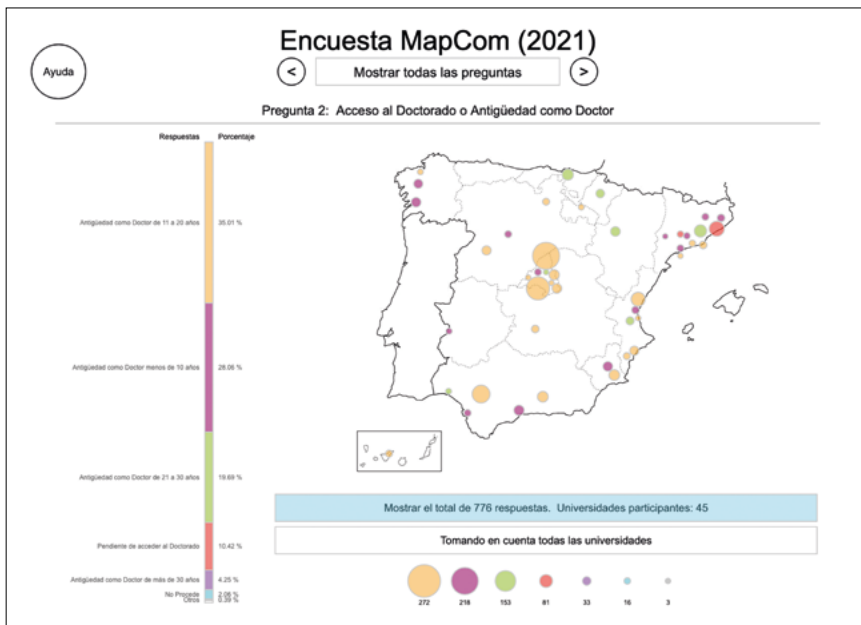 Encuesta MapCom (2021)
Ayuda
<
Mostrar todas las preguntas
>
Pregunta 2: Acceso al Doctorado o Antigüedad como Doctor
Respuestas Porcentaje
Antigüedad como Doctor de 11 a 20 años 35.01 %
Antigüedad como Doctor menos de 10 años 28.06 %
Antigüedad como Doctor de 21 a 30 años 19.69 %
Pendiente de acceder al Doctorado 10.42 %
Antigüedad como Doctor de más de 30 años 4.25 %
No Procede 2.06 %
Otros 0.39 %
Mostrar el total de 776 respuestas. Universidades participantes: 45
Tomando en cuenta todas las universidades
272 218 153 81 33 16 3